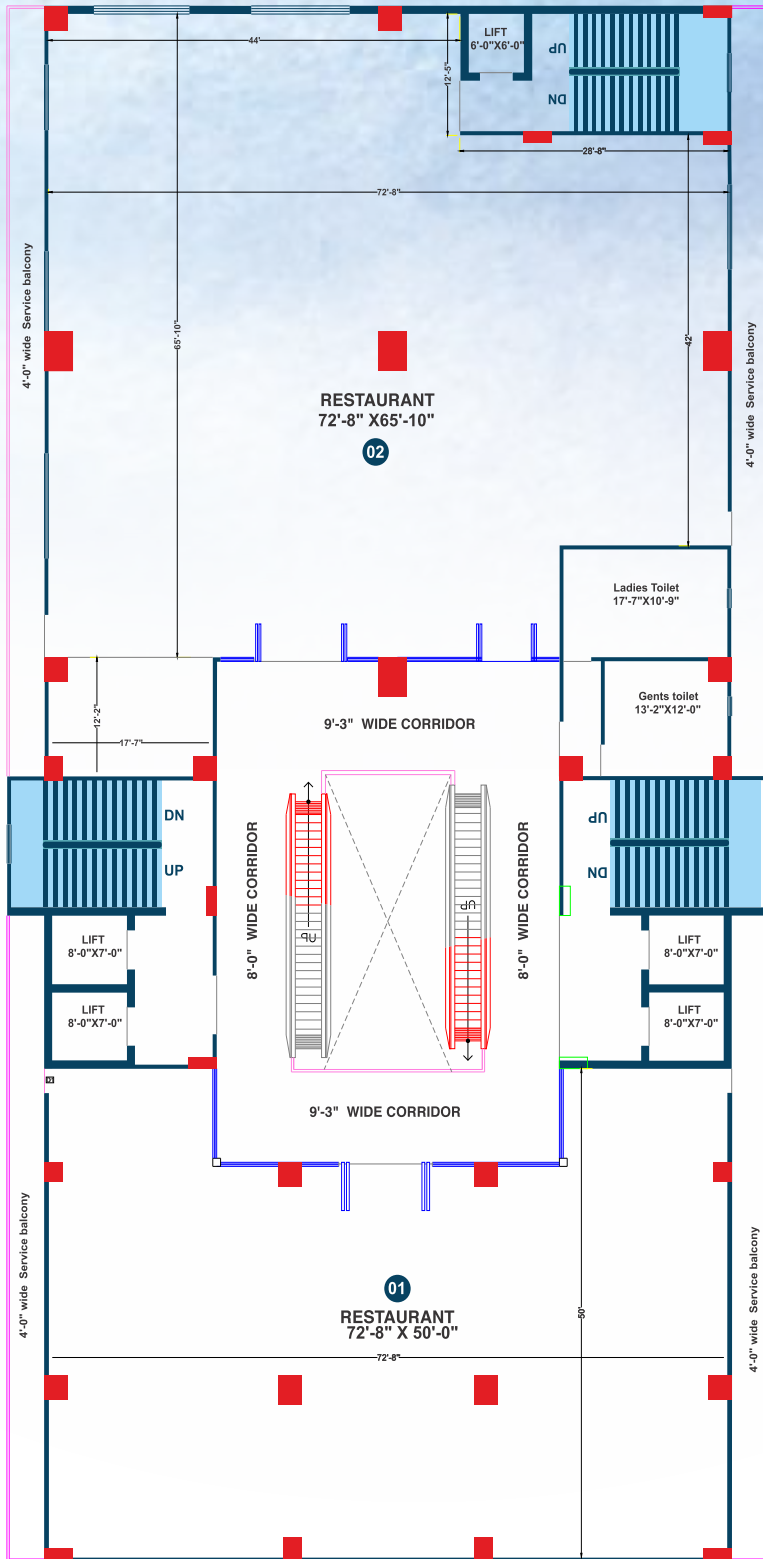 LIFT
6'-0"X6'-0"
UP
DN
44'
12'-5"
28'-8"
72'-8"
65'-10"
42'
4'-0" wide Service balcony
4'-0" wide Service balcony
RESTAURANT
72'-8" X65'-10"
02
Ladies Toilet
17'-7"X10'-9"
Gents toilet
13'-2"X12'-0"
12'-2"
17'-7"
9'-3" WIDE CORRIDOR
DN
UP
UP
DN
8'-0" WIDE CORRIDOR
8'-0" WIDE CORRIDOR
UP
UP
LIFT
8'-0"X7'-0"
LIFT
8'-0"X7'-0"
LIFT
8'-0"X7'-0"
LIFT
8'-0"X7'-0"
9'-3" WIDE CORRIDOR
4'-0" wide Service balcony
4'-0" wide Service balcony
01
RESTAURANT
72'-8" X 50'-0"
50'
72'-8"